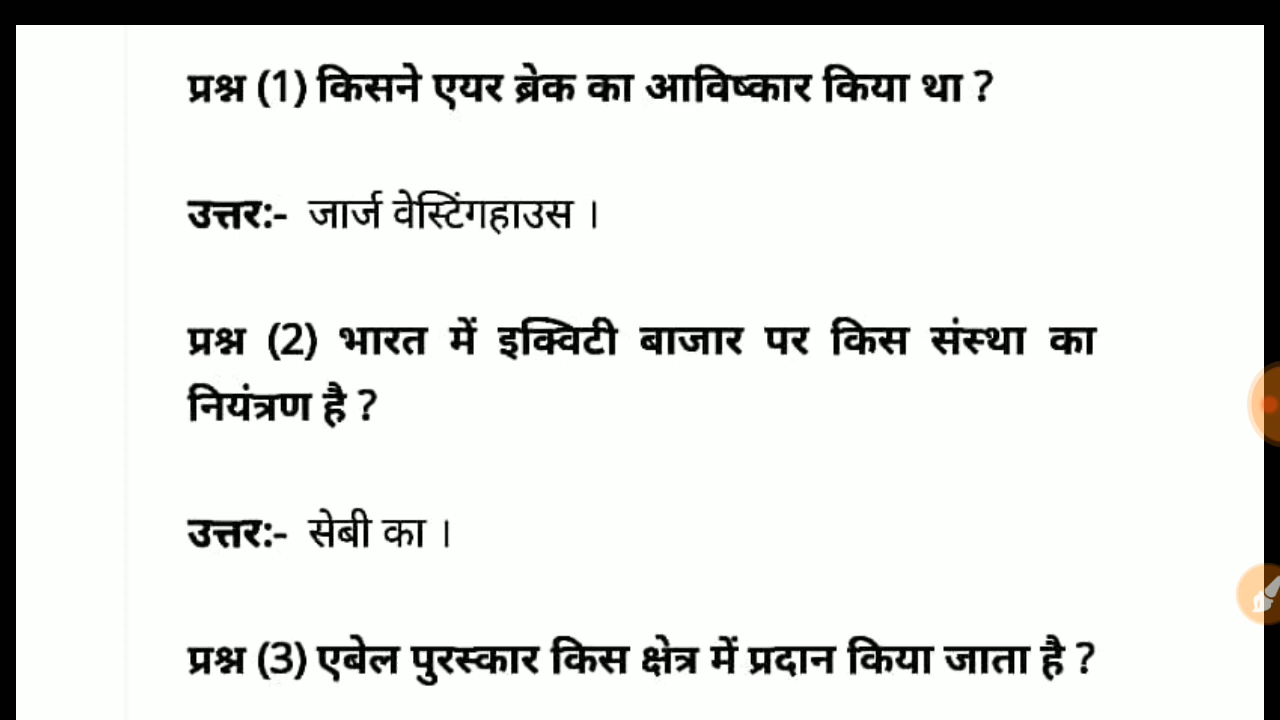 प्रश्न (1) किसने एयर ब्रेक का आविष्कार किया था ?
उत्तर:- जार्ज वेस्टिंगहाउस ।
प्रश्न (2) भारत में इक्विटी बाजार पर किस संस्था का
नियंत्रण है ?
उत्तर:- सेबी का ।
प्रश्न (3) एबेल पुरस्कार किस क्षेत्र में प्रदान किया जाता है ?